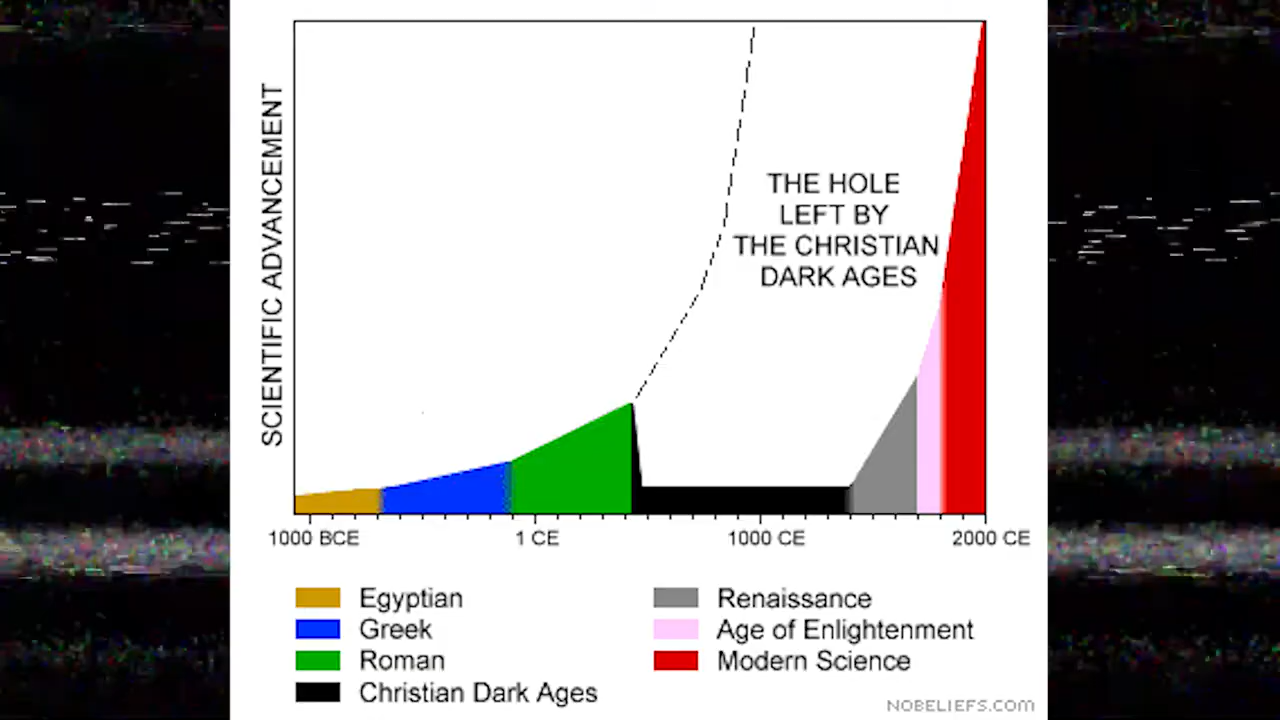 SCIENTIFIC ADVANCEMENT
THE HOLE
LEFT BY
THE CHRISTIAN
DARK AGES
1000 BCE
1 CE
1000 CE
2000 CE
Egyptian
Greek
Roman
Christian Dark Ages
Renaissance
Age of Enlightenment
Modern Science
NOBELIEFS.COM